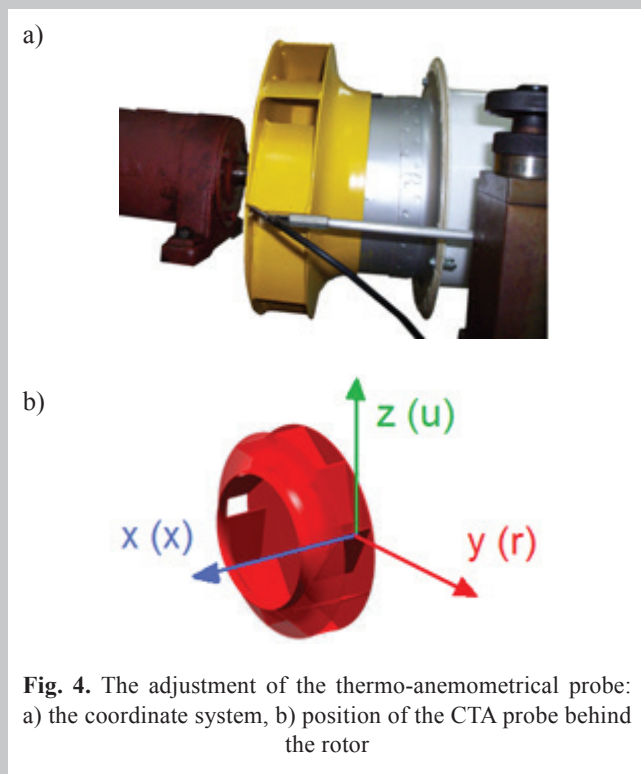 a)
b)
z (u)
x (x)
y (r)
Fig. 4. The adjustment of the thermo-anemometrical probe:
a) the coordinate system, b) position of the CTA probe behind
the rotor